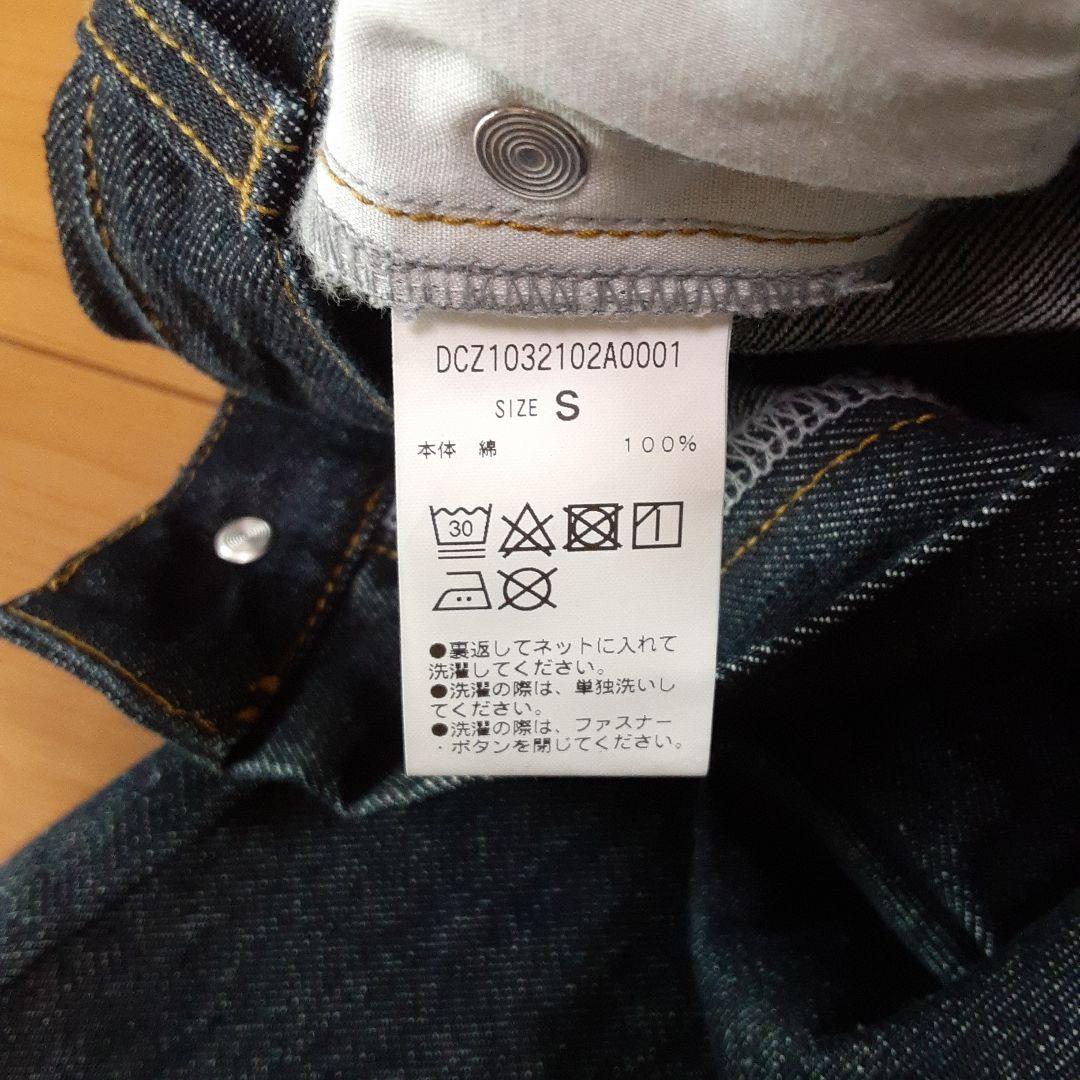 DCZ1032102A0001
SIZE S
本体 綿 100%
30
●裏返してネットに入れて
洗濯してください。
●洗濯の際は、単独洗いし
てください。
●洗濯の際は、ファスナー
・ボタンを閉じてください。